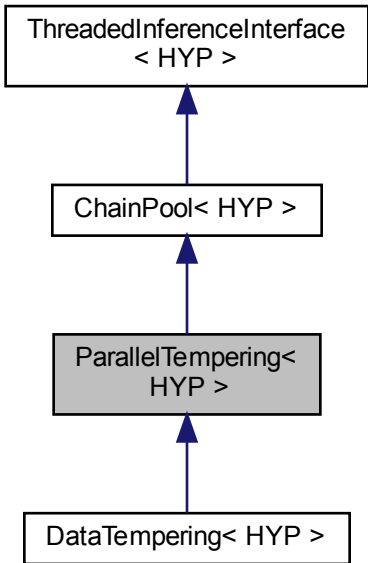 ThreadedInferenceInterface
< HYP >
ChainPool< HYP >
ParallelTempering<
HYP >
DataTempering< HYP >